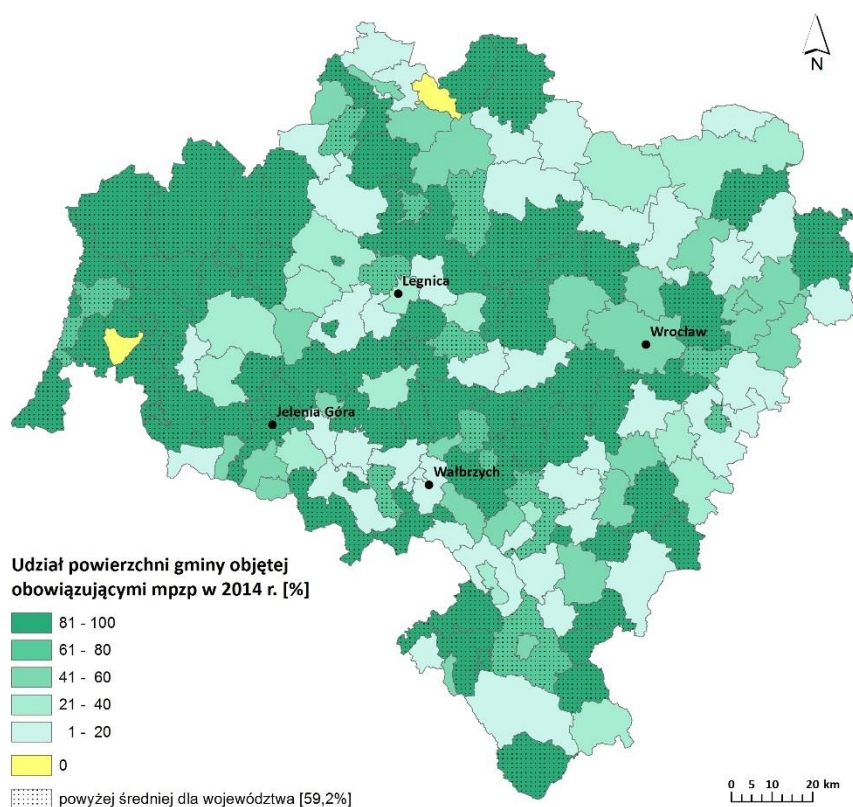 N
Legnica
Wrocław
Jelenia Góra
Wałbrzych
Udział powierzchni gminy objętej
obowiązującymi mpzp w 2014 r. [%]
81 - 100
61 - 80
41 - 60
21 - 40
1 - 20
0
powyżej średniej dla województwa [59,2%]
0 5 10 20 km